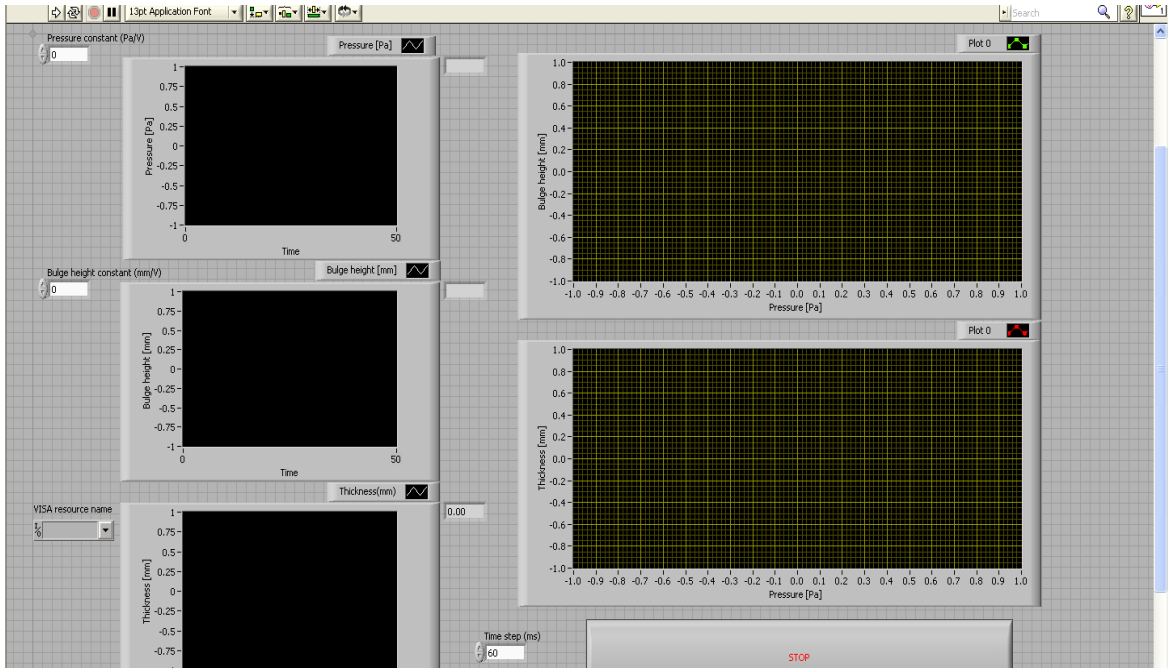 13pt Application Font
Search
1
Pressure constant (Pa/V)
0
Pressure [Pa]
Pressure [Pa]
1
0.75
0.5
0.25
0
-0.25
-0.5
-0.75
-1
0 50
Time
Bulge height constant (mm/V)
0
Bulge height [mm]
Bulge height [mm]
1
0.75
0.5
0.25
0
-0.25
-0.5
-0.75
-1
0 50
Time
VISA resource name
Thickness(mm)
0.00
Thickness [mm]
1
0.75
0.5
0.25
0
-0.25
-0.5
-0.75
Plot 0
Bulge height [mm]
1.0
0.8
0.6
0.4
0.2
0.0
-0.2
-0.4
-0.6
-0.8
-1.0
-1.0 -0.9 -0.8 -0.7 -0.6 -0.5 -0.4 -0.3 -0.2 -0.1 0.0 0.1 0.2 0.3 0.4 0.5 0.6 0.7 0.8 0.9 1.0
Pressure [Pa]
Plot 0
Thickness [mm]
1.0
0.8
0.6
0.4
0.2
0.0
-0.2
-0.4
-0.6
-0.8
-1.0
-1.0 -0.9 -0.8 -0.7 -0.6 -0.5 -0.4 -0.3 -0.2 -0.1 0.0 0.1 0.2 0.3 0.4 0.5 0.6 0.7 0.8 0.9 1.0
Pressure [Pa]
Time step (ms)
60
STOP